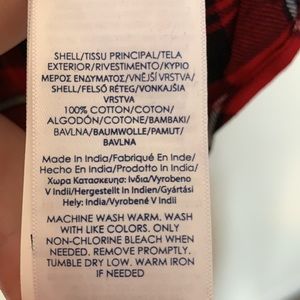 SHELL/TISSU PRINCIPAL/TELA
EXTERIOR/RIVESTIMENTO/ΚΥΡΙΟ
ΜΕΡΟΣ ΕΝΔΥΜΑΤΟΣ/VNĚJŠÍ VRSTVA/
SHELL/FELSŐ RÉTEG/VONKAJŠIA
VRSTVA
100% COTTON/COTON/
ALGODÓN/COTONE/BAMBAKI/
BAVLNA/BAUMWOLLE/PAMUT/
BAVLNA
Made In India/Fabriqué En Inde/
Hecho En India/Prodotto In India/
Χωρα Κατασκευης: Ινδια/Vyrobeno
V Indii/Hergestellt In Indien/Gyártási
Hely: India/Vyrobené V Indii
MACHINE WASH WARM. WASH
WITH LIKE COLORS. ONLY
NON-CHLORINE BLEACH WHEN
NEEDED. REMOVE PROMPTLY.
TUMBLE DRY LOW. WARM IRON
IF NEEDED